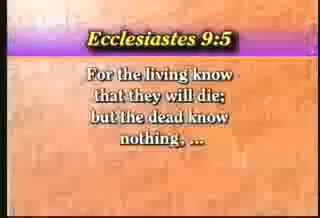 Ecclesiastes 9:5
For the living know
that they will die;
but the dead know
nothing, ...